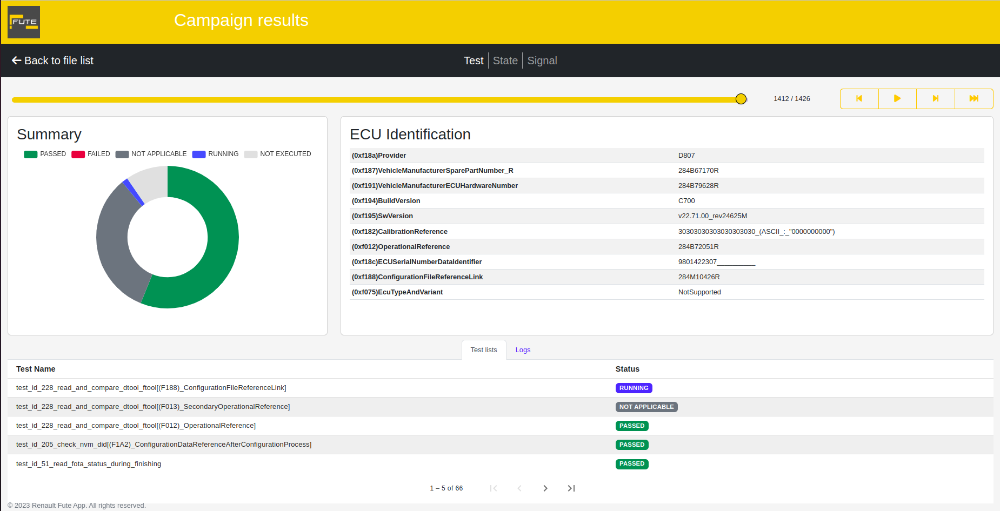 FUTE
Campaign results
Back to file list
Test State Signal
1412 / 1426
Summary
PASSED FAILED NOT APPLICABLE RUNNING NOT EXECUTED
ECU Identification
(0xf18a)Provider D807
(0xf187)VehicleManufacturerSparePartNumber_R 284B67170R
(0xf191)VehicleManufacturerECUHardwareNumber 284B79628R
(0xf194)BuildVersion C700
(0xf195)SwVersion v22.71.00_rev24625M
(0xf182)CalibrationReference 30303030303030303030_(ASCII_:_"0000000000")
(0xf012)OperationalReference 284B72051R
(0xf18c)ECUSerialNumberDataIdentifier 9801422307__________
(0xf188)ConfigurationFileReferenceLink 284M10426R
(0xf075)EcuTypeAndVariant NotSupported
Test lists Logs
Test Name Status
test_id_228_read_and_compare_dtool_ftool[(F188)_ConfigurationFileReferenceLink] RUNNING
test_id_228_read_and_compare_dtool_ftool[(F013)_SecondaryOperationalReference] NOT APPLICABLE
test_id_228_read_and_compare_dtool_ftool[(F012)_OperationalReference] PASSED
test_id_205_check_nvm_did[(F1A2)_ConfigurationDataReferenceAfterConfigurationProcess] PASSED
test_id_51_read_fota_status_during_finishing PASSED
1 – 5 of 66
© 2023 Renault Fute App. All rights reserved.